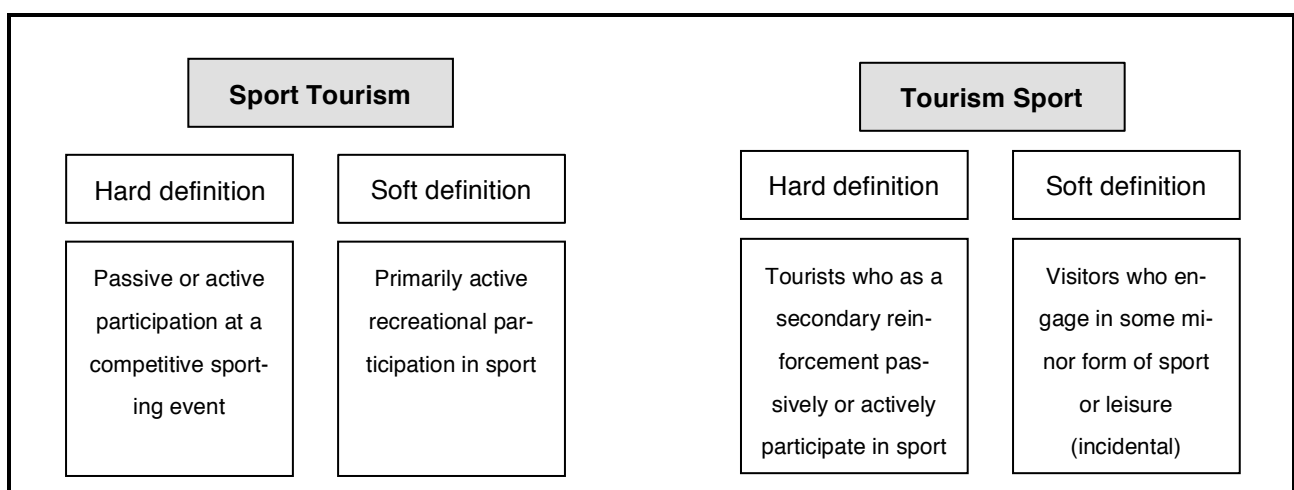 Sport Tourism
Hard definition
Passive or active
participation at a
competitive sport-
ing event
Soft definition
Primarily active
recreational par-
ticipation in sport
Tourism Sport
Hard definition
Tourists who as a
secondary rein-
forcement pas-
sively or actively
participate in sport
Soft definition
Visitors who en-
gage in some mi-
nor form of sport
or leisure
(incidental)